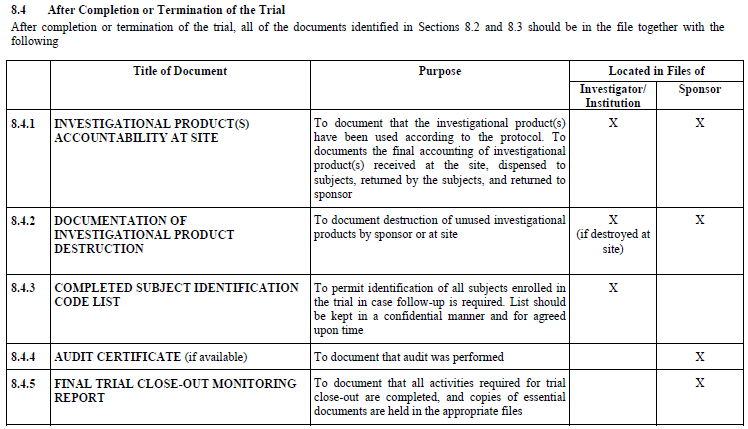 8.4 After Completion or Termination of the Trial
After completion or termination of the trial, all of the documents identified in Sections 8.2 and 8.3 should be in the file together with the
following
Title of Document Purpose Located in Files of
Investigator/ Sponsor
Institution
8.4.1 INVESTIGATIONAL PRODUCT(S) To document that the investigational product(s) X X
ACCOUNTABILITY AT SITE have been used according to the protocol. To
documents the final accounting of investigational
product(s) received at the site, dispensed to
subjects, returned by the subjects, and returned to
sponsor
8.4.2 DOCUMENTATION OF To document destruction of unused investigational X X
INVESTIGATIONAL PRODUCT products by sponsor or at site (if destroyed at
DESTRUCTION site)
8.4.3 COMPLETED SUBJECT IDENTIFICATION To permit identification of all subjects enrolled in X
CODE LIST the trial in case follow-up is required. List should
be kept in a confidential manner and for agreed
upon time
8.4.4 AUDIT CERTIFICATE (if available) To document that audit was performed X
8.4.5 FINAL TRIAL CLOSE-OUT MONITORING To document that all activities required for trial X
REPORT close-out are completed, and copies of essential
documents are held in the appropriate files